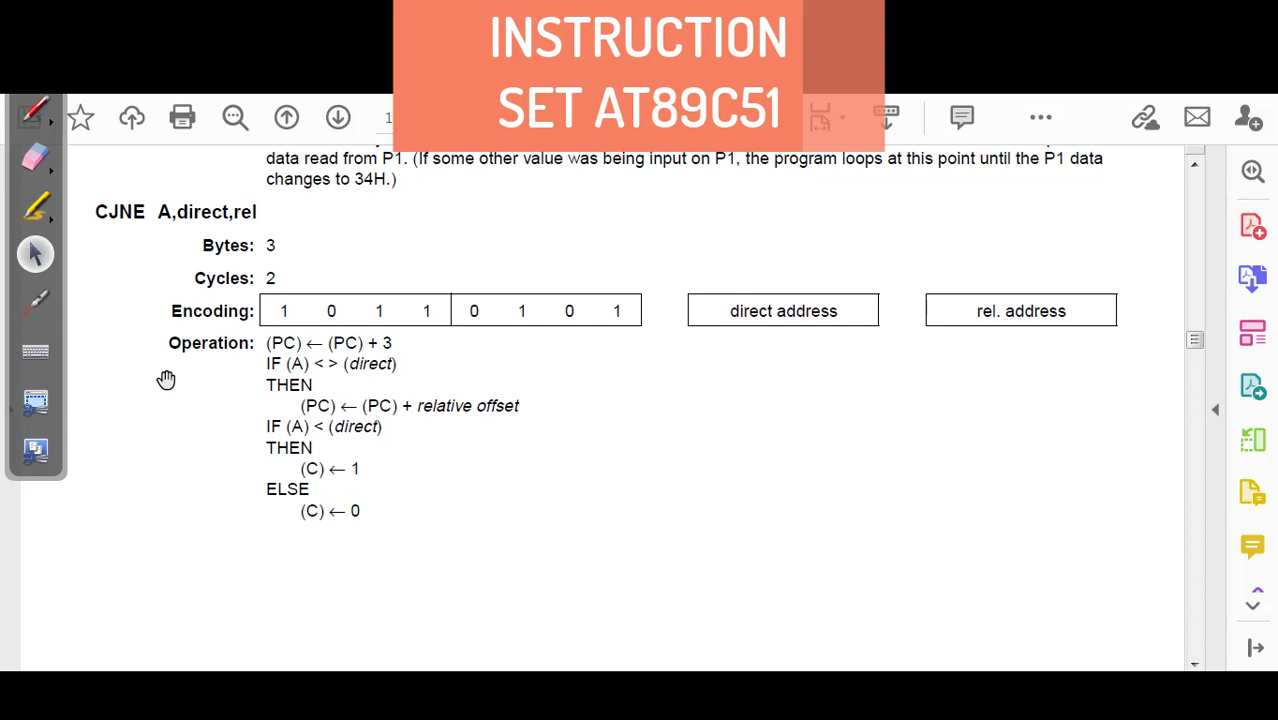 INSTRUCTION
SET AT89C51
1
data read from P1. (If some other value was being input on P1, the program loops at this point until the P1 data
changes to 34H.)
CJNE A,direct,rel
Bytes: 3
Cycles: 2
Encoding: 1 0 1 1 0 1 0 1 direct address rel. address
Operation: (PC) ← (PC) + 3
IF (A) < > (direct)
THEN
(PC) ← (PC) + relative offset
IF (A) < (direct)
THEN
(C) ← 1
ELSE
(C) ← 0